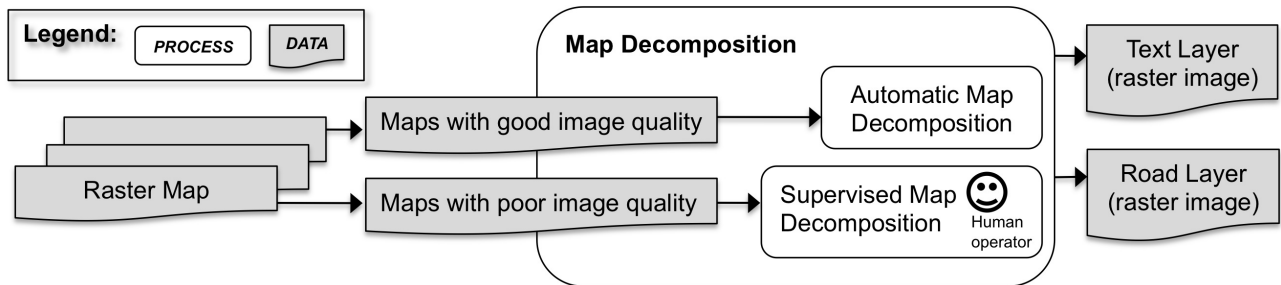 Legend:
PROCESS
DATA
Map Decomposition
Raster Map
Maps with good image quality
Automatic Map
Decomposition
Maps with poor image quality
Supervised Map
Decomposition
Human
operator
Text Layer
(raster image)
Road Layer
(raster image)